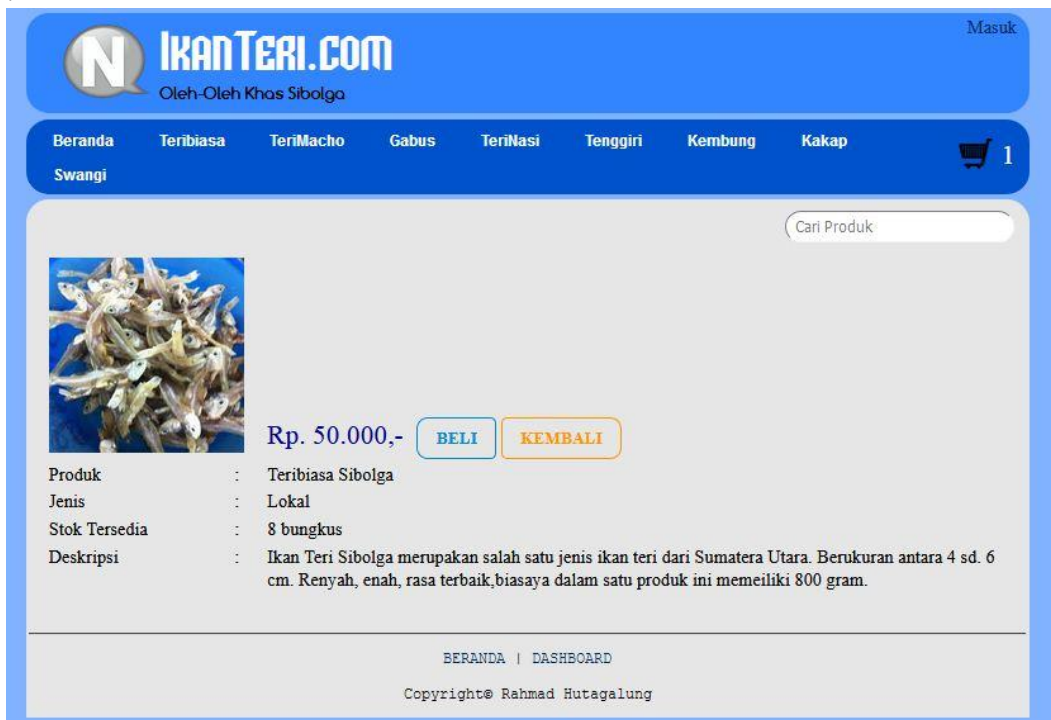 Masuk
N
IKANTERI.COM
Oleh-Oleh Khas Sibolga
Beranda Teribiasa TeriMacho Gabus TeriNasi Tenggiri Kembung Kakap
Swangi
1
Cari Produk
Rp. 50.000,- BELI KEMBALI
Produk : Teribiasa Sibolga
Jenis : Lokal
Stok Tersedia : 8 bungkus
Deskripsi : Ikan Teri Sibolga merupakan salah satu jenis ikan teri dari Sumatera Utara. Berukuran antara 4 sd. 6
cm. Renyah, enah, rasa terbaik,biasaya dalam satu produk ini memeiliki 800 gram.
BERANDA | DASHBOARD
Copyright© Rahmad Hutagalung